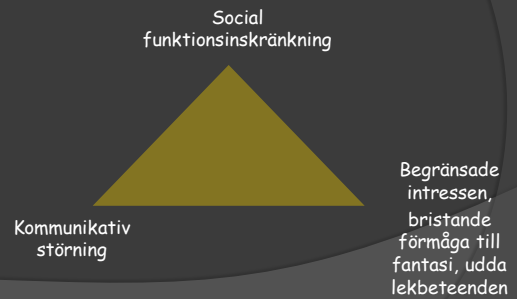 Social
funktionsinskränkning
Begränsade
intressen,
bristande
förmåga till
fantasi, udda
lekbeteenden
Kommunikativ
störning